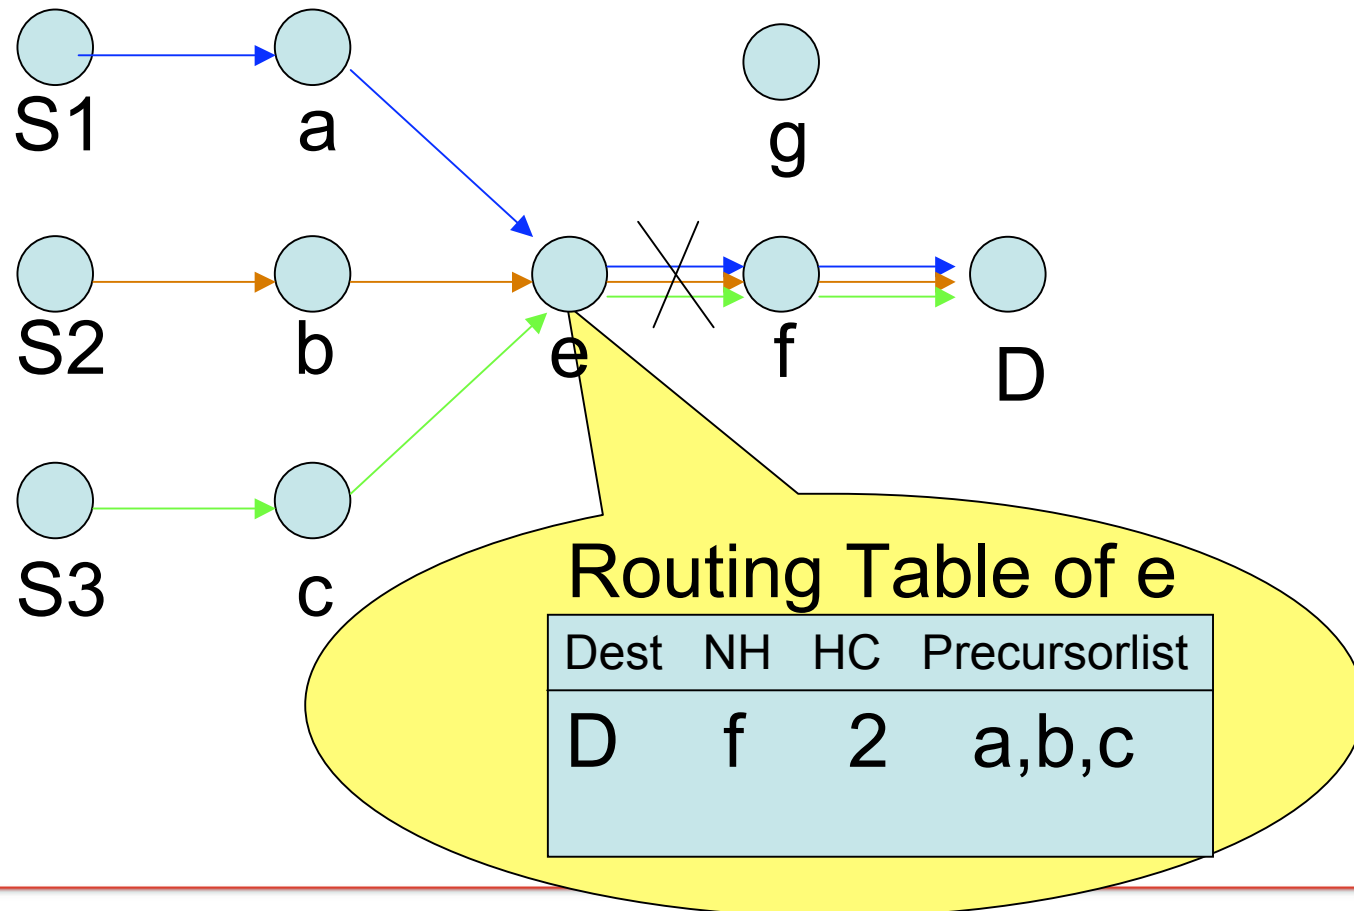 S1 a g
S2 b e f D
S3 c
Routing Table of e
Dest NH HC Precursorlist
D f 2 a,b,c